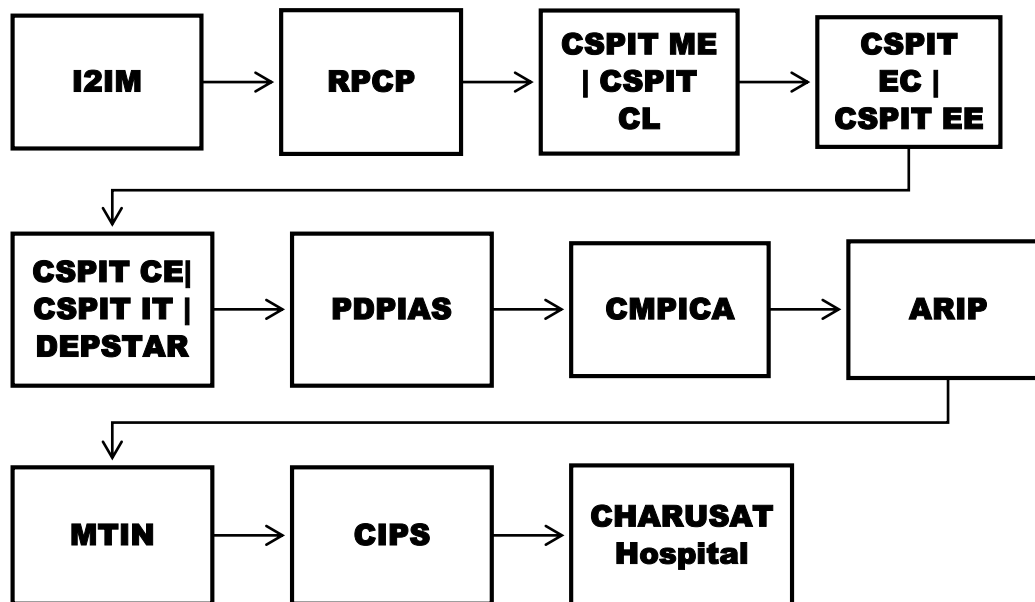 I2IM
RPCP
CSPIT ME
| CSPIT
CL
CSPIT
EC |
CSPIT EE
CSPIT CE|
CSPIT IT |
DEPSTAR
PDPIAS
CMPICA
ARIP
MTIN
CIPS
CHARUSAT
Hospital